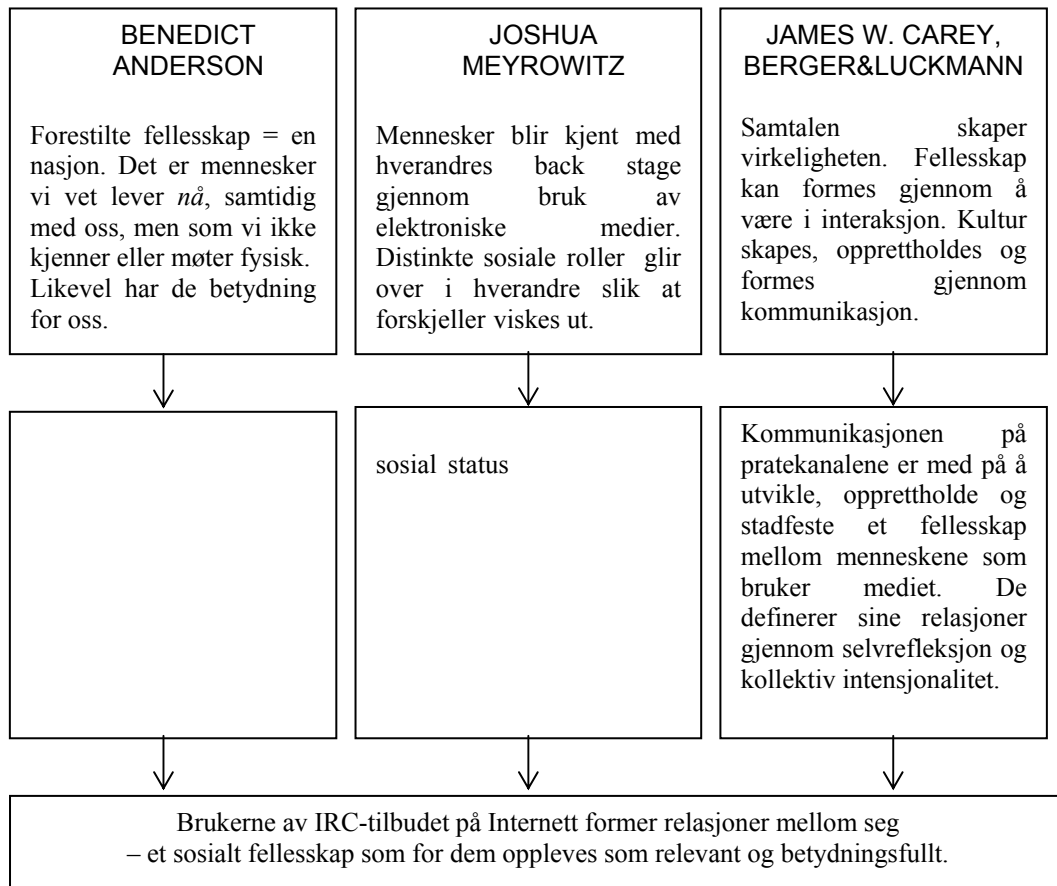 BENEDICT
ANDERSON
Forestilte fellesskap = en
nasjon. Det er mennesker
vi vet lever nå, samtidig
med oss, men som vi ikke
kjenner eller møter fysisk.
Likevel har de betydning
for oss.
JOSHUA
MEYROWITZ
Mennesker blir kjent med
hverandres back stage
gjennom bruk av
elektroniske medier.
Distinkte sosiale roller glir
over i hverandre slik at
forskjeller viskes ut.
JAMES W. CAREY,
BERGER&LUCKMANN
Samtalen skaper
virkeligheten. Fellesskap
kan formes gjennom å
være i interaksjon. Kultur
skapes, opprettholdes og
formes gjennom
kommunikasjon.
sosial status
Kommunikasjonen på
pratekanalene er med på å
utvikle, opprettholde og
stadfeste et fellesskap
mellom menneskene som
bruker mediet. De
definerer sine relasjoner
gjennom selvrefleksjon og
kollektiv intensjonalitet.
Brukerne av IRC-tilbudet på Internett former relasjoner mellom seg
– et sosialt fellesskap som for dem oppleves som relevant og betydningsfullt.